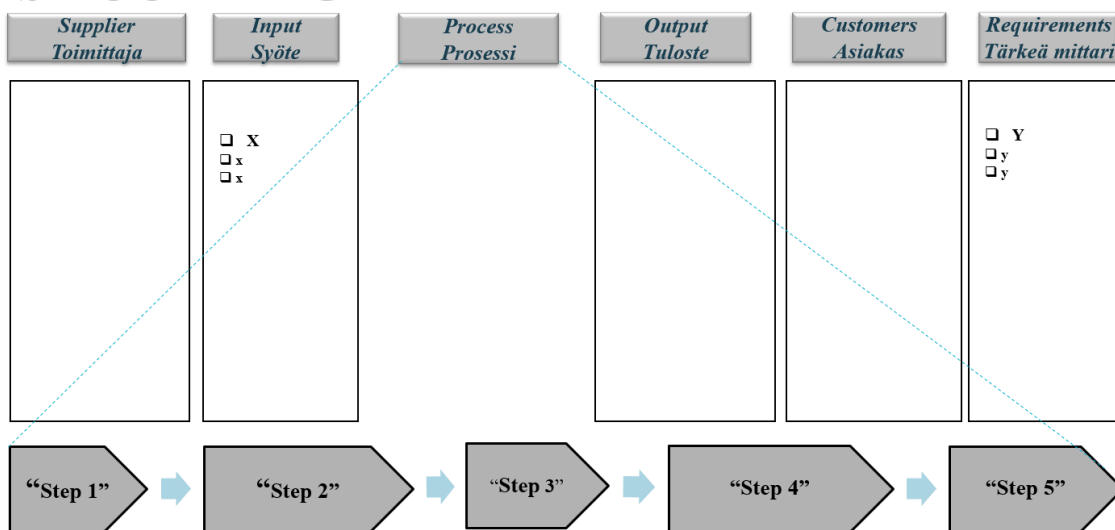 Supplier
Toimittaja
Input
Syöte
Process
Prosessi
Output
Tuloste
Customers
Asiakas
Requirements
Tärkeä mittari
❑ X
❑ x
❑ x
❑ Y
❑ y
❑ y
“Step 1”
“Step 2”
“Step 3”
“Step 4”
“Step 5”